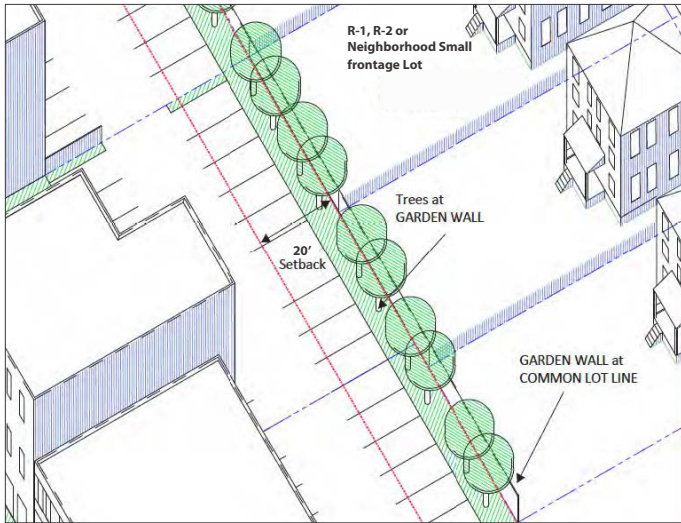 R-1, R-2 or
Neighborhood Small
frontage Lot
Trees at
GARDEN WALL
20'
Setback
GARDEN WALL at
COMMON LOT LINE